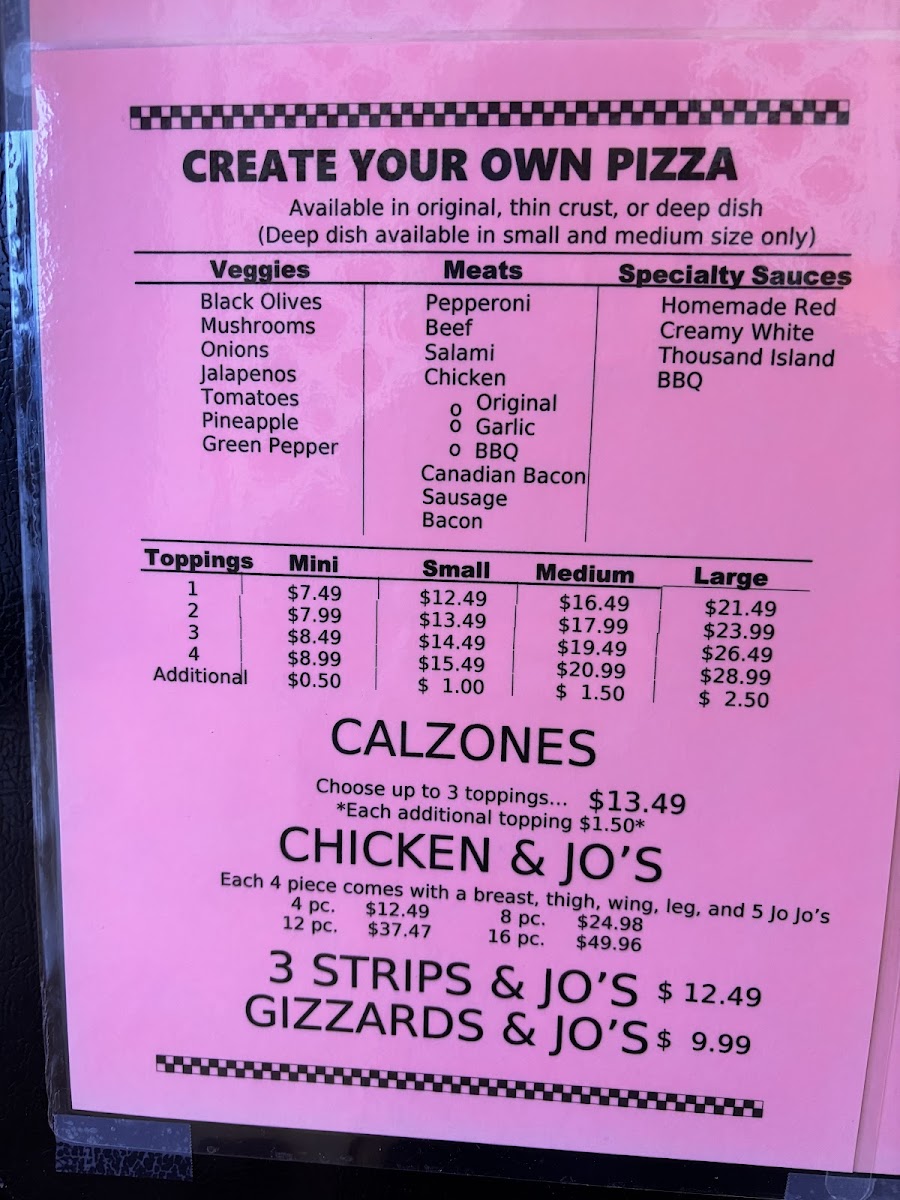 CREATE YOUR OWN PIZZA
Available in original, thin crust, or deep dish
(Deep dish available in small and medium size only)
Veggies Meats Specialty Sauces
Black Olives Pepperoni Homemade Red
Mushrooms Beef Creamy White
Onions Salami Thousand Island
Jalapenos Chicken BBQ
Tomatoes o Original
Pineapple o Garlic
Green Pepper o BBQ
Canadian Bacon
Sausage
Bacon
Toppings Mini Small Medium Large
1 $7.49 $12.49 $16.49 $21.49
2 $7.99 $13.49 $17.99 $23.99
3 $8.49 $14.49 $19.49 $26.49
4 $8.99 $15.49 $20.99 $28.99
Additional $0.50 $ 1.00 $ 1.50 $ 2.50
CALZONES
Choose up to 3 toppings... $13.49
*Each additional topping $1.50*
CHICKEN & JO'S
Each 4 piece comes with a breast, thigh, wing, leg, and 5 Jo Jo's
4 pc. $12.49 8 pc. $24.98
12 pc. $37.47 16 pc. $49.96
3 STRIPS & JO'S $ 12.49
GIZZARDS & JO'S $ 9.99